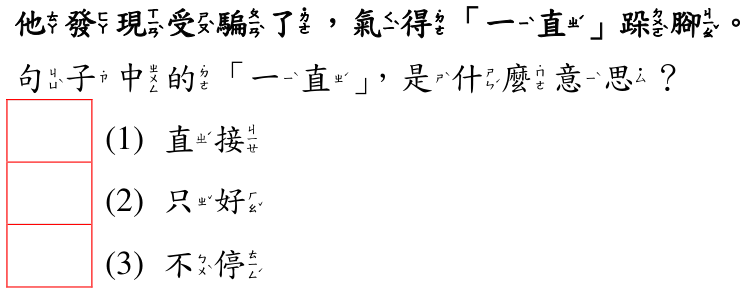 他發現受騙了，氣得「一直」跺腳。
句子中的「一直」，是什麼意思？
(1) 直接
(2) 只好
(3) 不停